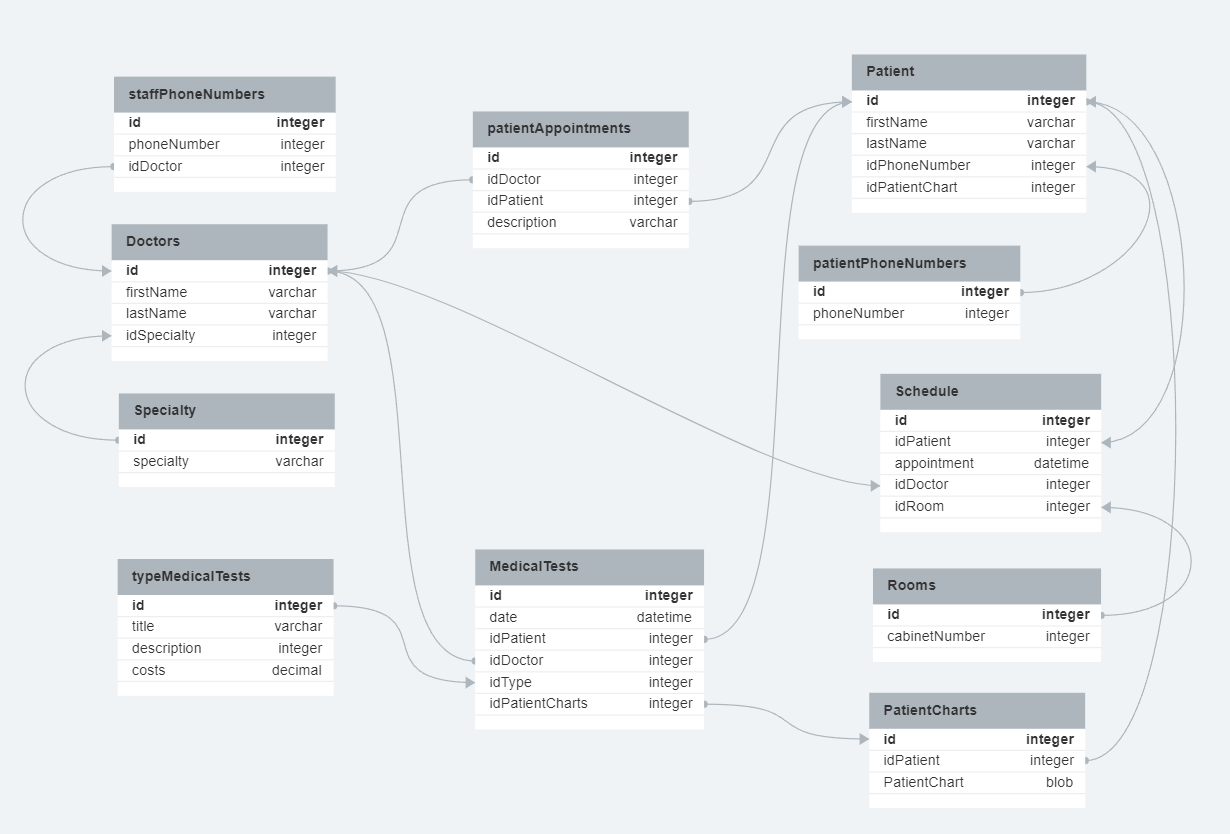 staffPhoneNumbers
id integer
phoneNumber integer
idDoctor integer
Doctors
id integer
firstName varchar
lastName varchar
idSpecialty integer
Specialty
id integer
specialty varchar
typeMedicalTests
id integer
title varchar
description integer
costs decimal
patientAppointments
id integer
idDoctor integer
idPatient integer
description varchar
MedicalTests
id integer
date datetime
idPatient integer
idDoctor integer
idType integer
idPatientCharts integer
Patient
id integer
firstName varchar
lastName varchar
idPhoneNumber integer
idPatientChart integer
patientPhoneNumbers
id integer
phoneNumber integer
Schedule
id integer
idPatient integer
appointment datetime
idDoctor integer
idRoom integer
Rooms
id integer
cabinetNumber integer
PatientCharts
id integer
idPatient integer
PatientChart blob